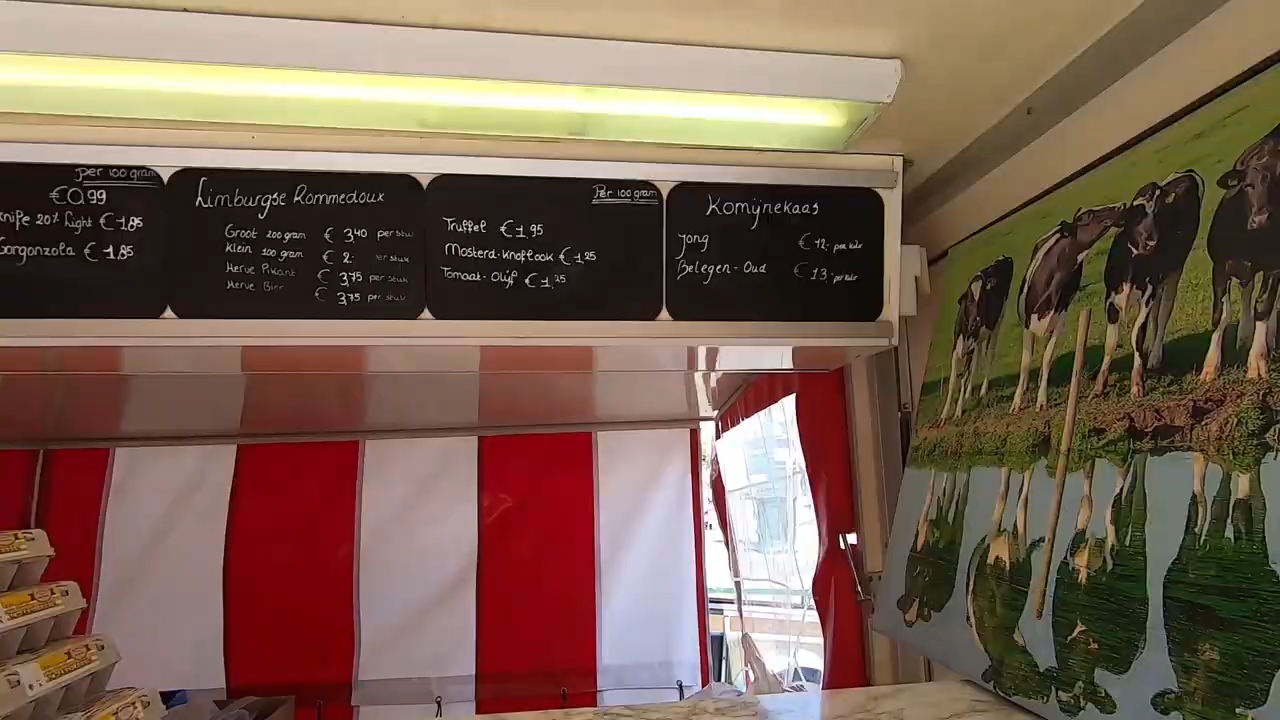 per 100 gram
€0,99
knipe 20% Light €1,85
Gorgonzola €1,85
Limburgse Rommedoux
Groot 200 gram € 3,40 per stuk
Klein 100 gram € 2,- per stuk
Herve Pikant € 3,75 per stuk
Herve Bier € 3,75 per stuk
Per 100 gram
Truffel €1,95
Mosterd-Knoflook €1,25
Tomaat-Olijf €1,25
Komijnekaas
Jong € 12,- per kilo
Belegen-Oud € 13,- per kilo